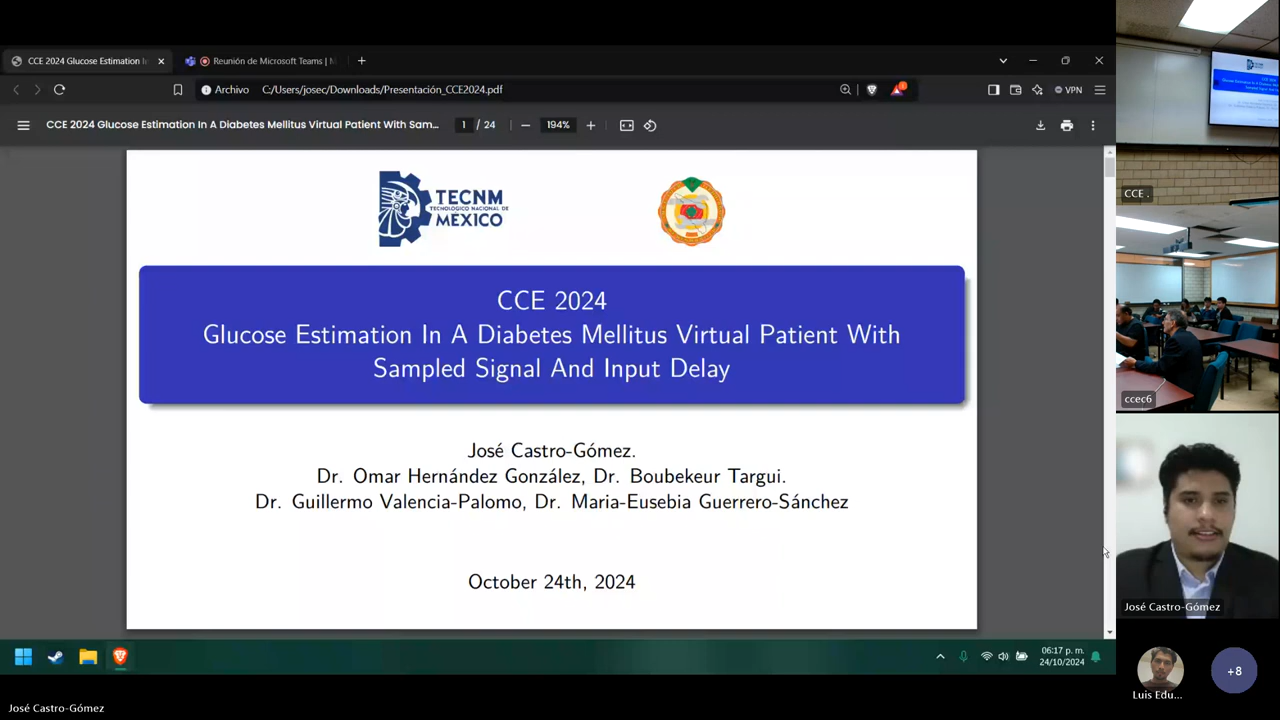 CCE 2024 Glucose Estimation In
Reunión de Microsoft Teams |
Archivo
C:/Users/josec/Downloads/Presentación_CCE2024.pdf
VPN
CCE 2024 Glucose Estimation In A Diabetes Mellitus Virtual Patient With Sam...
1 / 24
194%
TECNM
TECNOLÓGICO NACIONAL DE
MÉXICO
CCE 2024
Glucose Estimation In A Diabetes Mellitus Virtual Patient With
Sampled Signal And Input Delay
José Castro-Gómez.
Dr. Omar Hernández González, Dr. Boubekeur Targui.
Dr. Guillermo Valencia-Palomo, Dr. Maria-Eusebia Guerrero-Sánchez
October 24th, 2024
06:17 p. m.
24/10/2024
José Castro-Gómez
CCE .
ccec6
José Castro-Gómez
Luis Edu...
+8